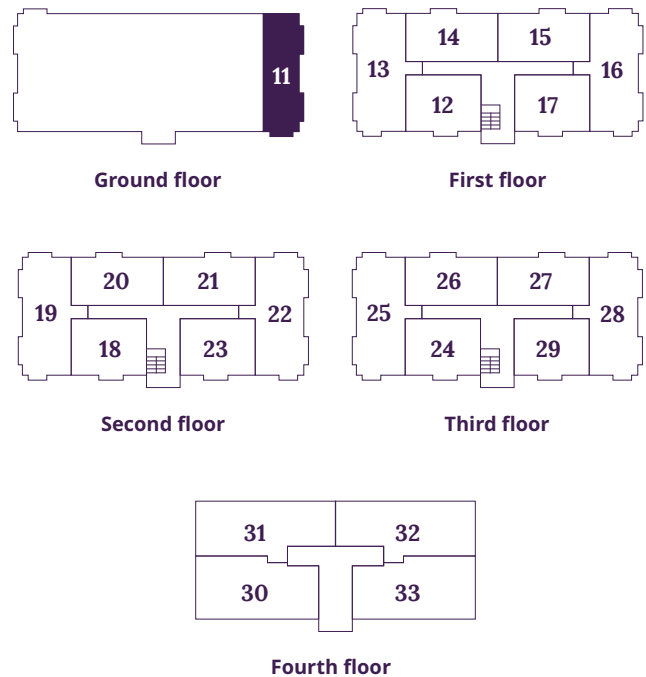 11
Ground floor
14 15
13 16
12 17
First floor
20 21
19 22
18 23
Second floor
26 27
25 28
24 29
Third floor
31 32
30 33
Fourth floor